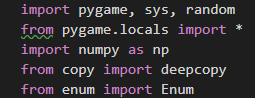 import pygame, sys, random
from pygame.locals import *
import numpy as np
from copy import deepcopy
from enum import Enum